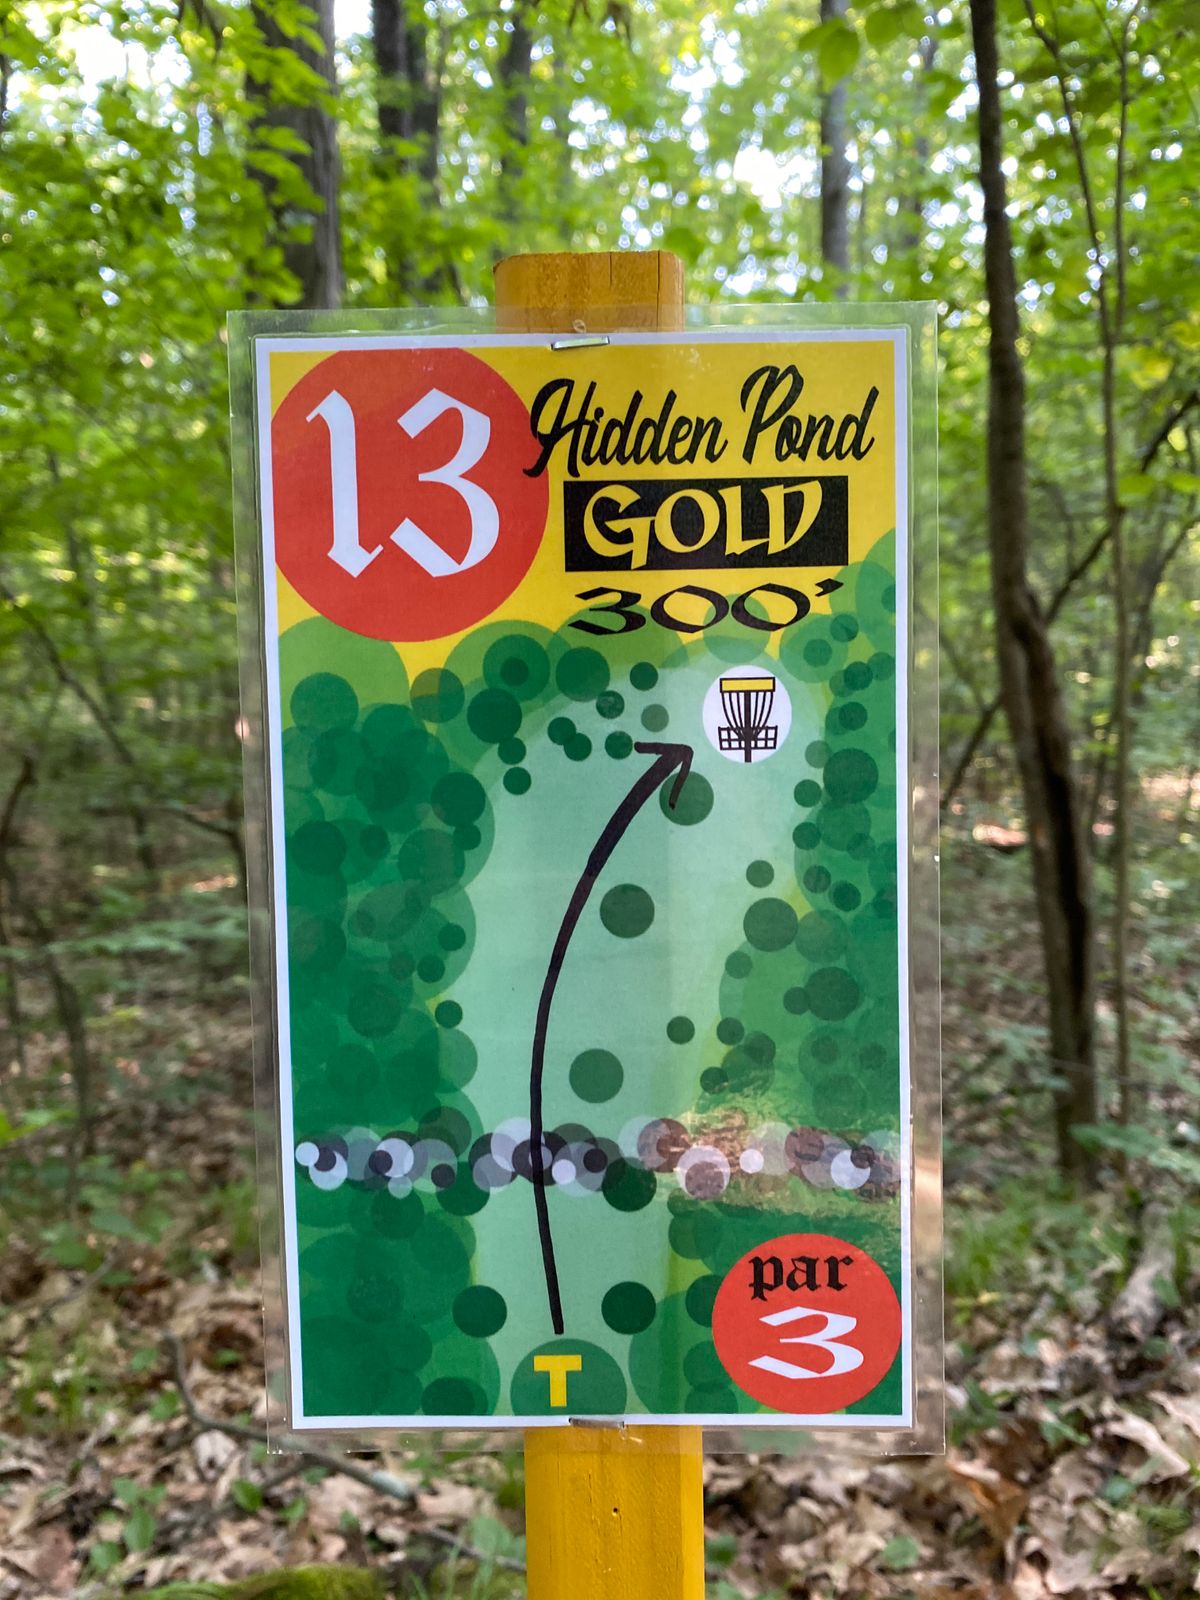 13
Hidden Pond
GOLD
300'
T
par
3